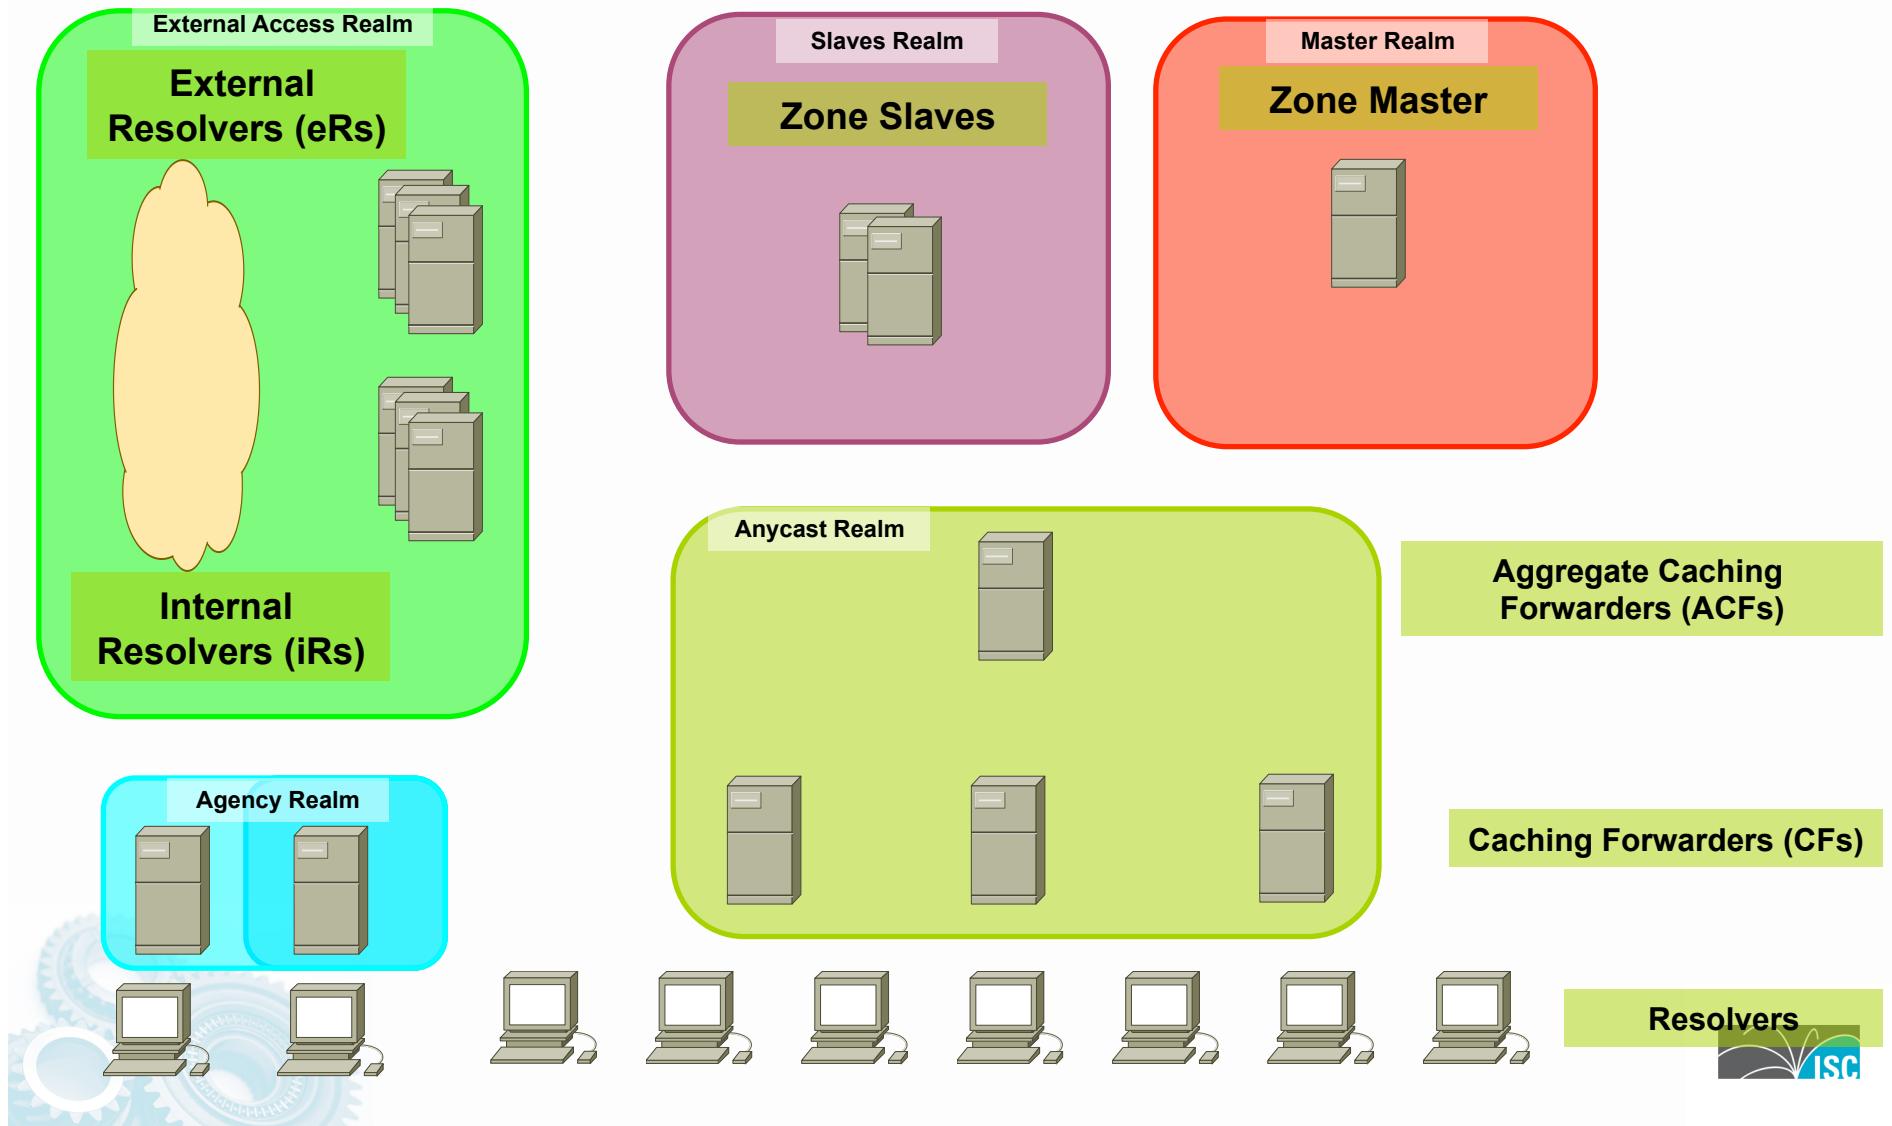 External Access Realm
External
Resolvers (eRs)
Internal
Resolvers (iRs)
Slaves Realm
Zone Slaves
Master Realm
Zone Master
Anycast Realm
Aggregate Caching
Forwarders (ACFs)
Agency Realm
Caching Forwarders (CFs)
Resolvers
ISC